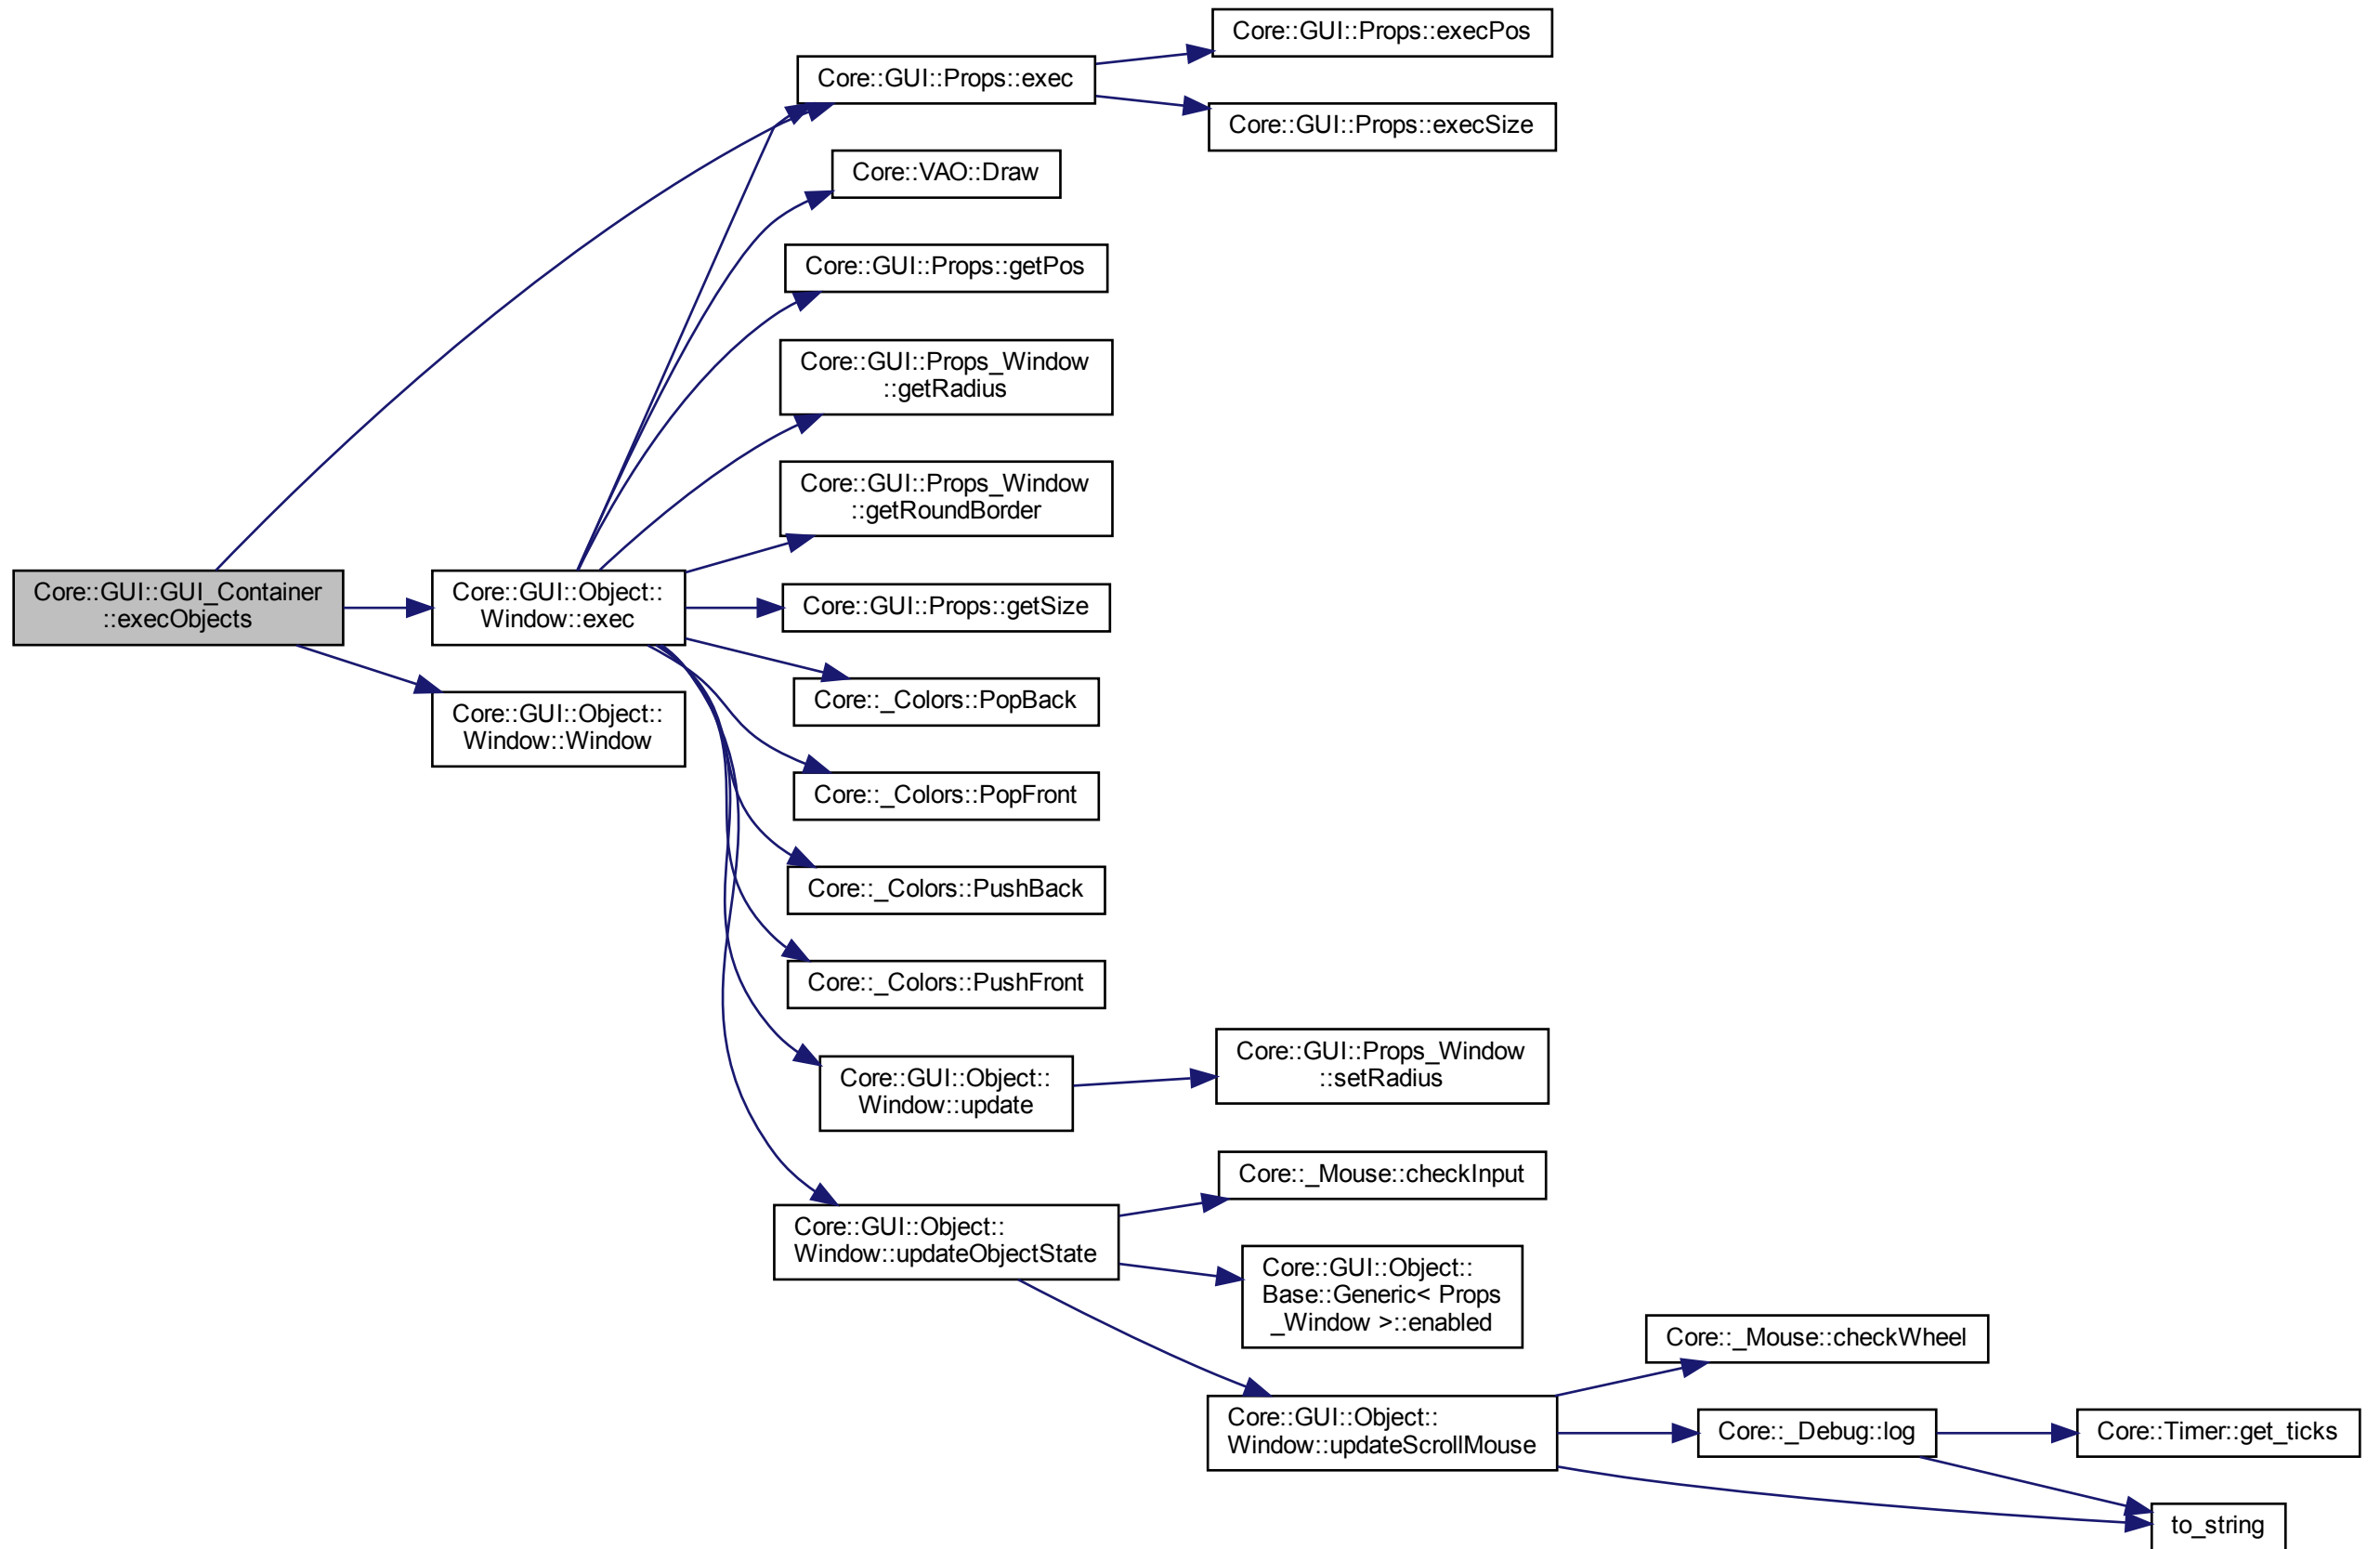 Core::GUI::Props::execPos
Core::GUI::Props::exec
Core::GUI::Props::execSize
Core::VAO::Draw
Core::GUI::Props::getPos
Core::GUI::Props_Window
::getRadius
Core::GUI::Props_Window
::getRoundBorder
Core::GUI::GUI_Container
::execObjects
Core::GUI::Object::
Window::exec
Core::GUI::Props::getSize
Core::GUI::Object::
Window::Window
Core::_Colors::PopBack
Core::_Colors::PopFront
Core::_Colors::PushBack
Core::_Colors::PushFront
Core::GUI::Object::
Window::update
Core::GUI::Props_Window
::setRadius
Core::GUI::Object::
Window::updateObjectState
Core::_Mouse::checkInput
Core::GUI::Object::
Base::Generic< Props
_Window >::enabled
Core::GUI::Object::
Window::updateScrollMouse
Core::_Mouse::checkWheel
Core::_Debug::log
Core::Timer::get_ticks
to_string